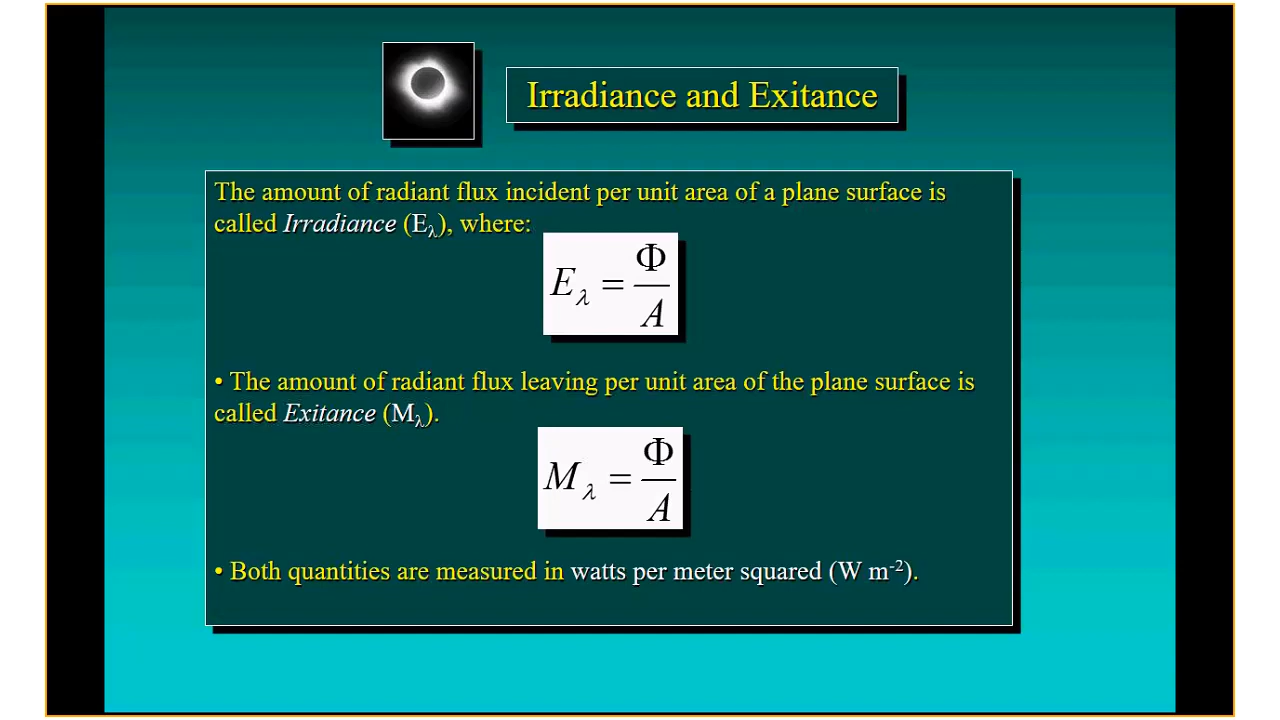 Irradiance and Exitance
The amount of radiant flux incident per unit area of a plane surface is
called Irradiance (Eλ), where:
Eλ = Φ/A
• The amount of radiant flux leaving per unit area of the plane surface is
called Exitance (Mλ).
Mλ = Φ/A
• Both quantities are measured in watts per meter squared (W m⁻²).